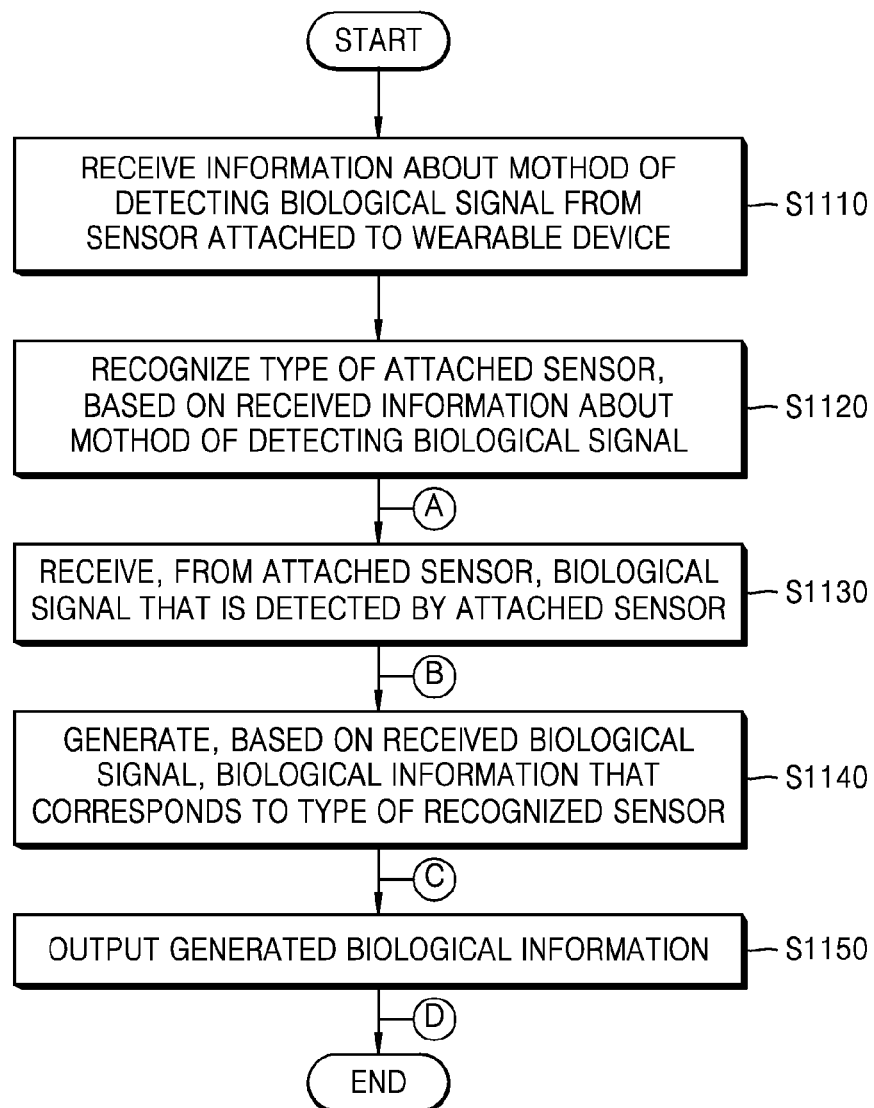 START
RECEIVE INFORMATION ABOUT MOTHOD OF
DETECTING BIOLOGICAL SIGNAL FROM
SENSOR ATTACHED TO WEARABLE DEVICE
S1110
RECOGNIZE TYPE OF ATTACHED SENSOR,
BASED ON RECEIVED INFORMATION ABOUT
MOTHOD OF DETECTING BIOLOGICAL SIGNAL
S1120
A
RECEIVE, FROM ATTACHED SENSOR, BIOLOGICAL
SIGNAL THAT IS DETECTED BY ATTACHED SENSOR
S1130
B
GENERATE, BASED ON RECEIVED BIOLOGICAL
SIGNAL, BIOLOGICAL INFORMATION THAT
CORRESPONDS TO TYPE OF RECOGNIZED SENSOR
S1140
C
OUTPUT GENERATED BIOLOGICAL INFORMATION
S1150
D
END